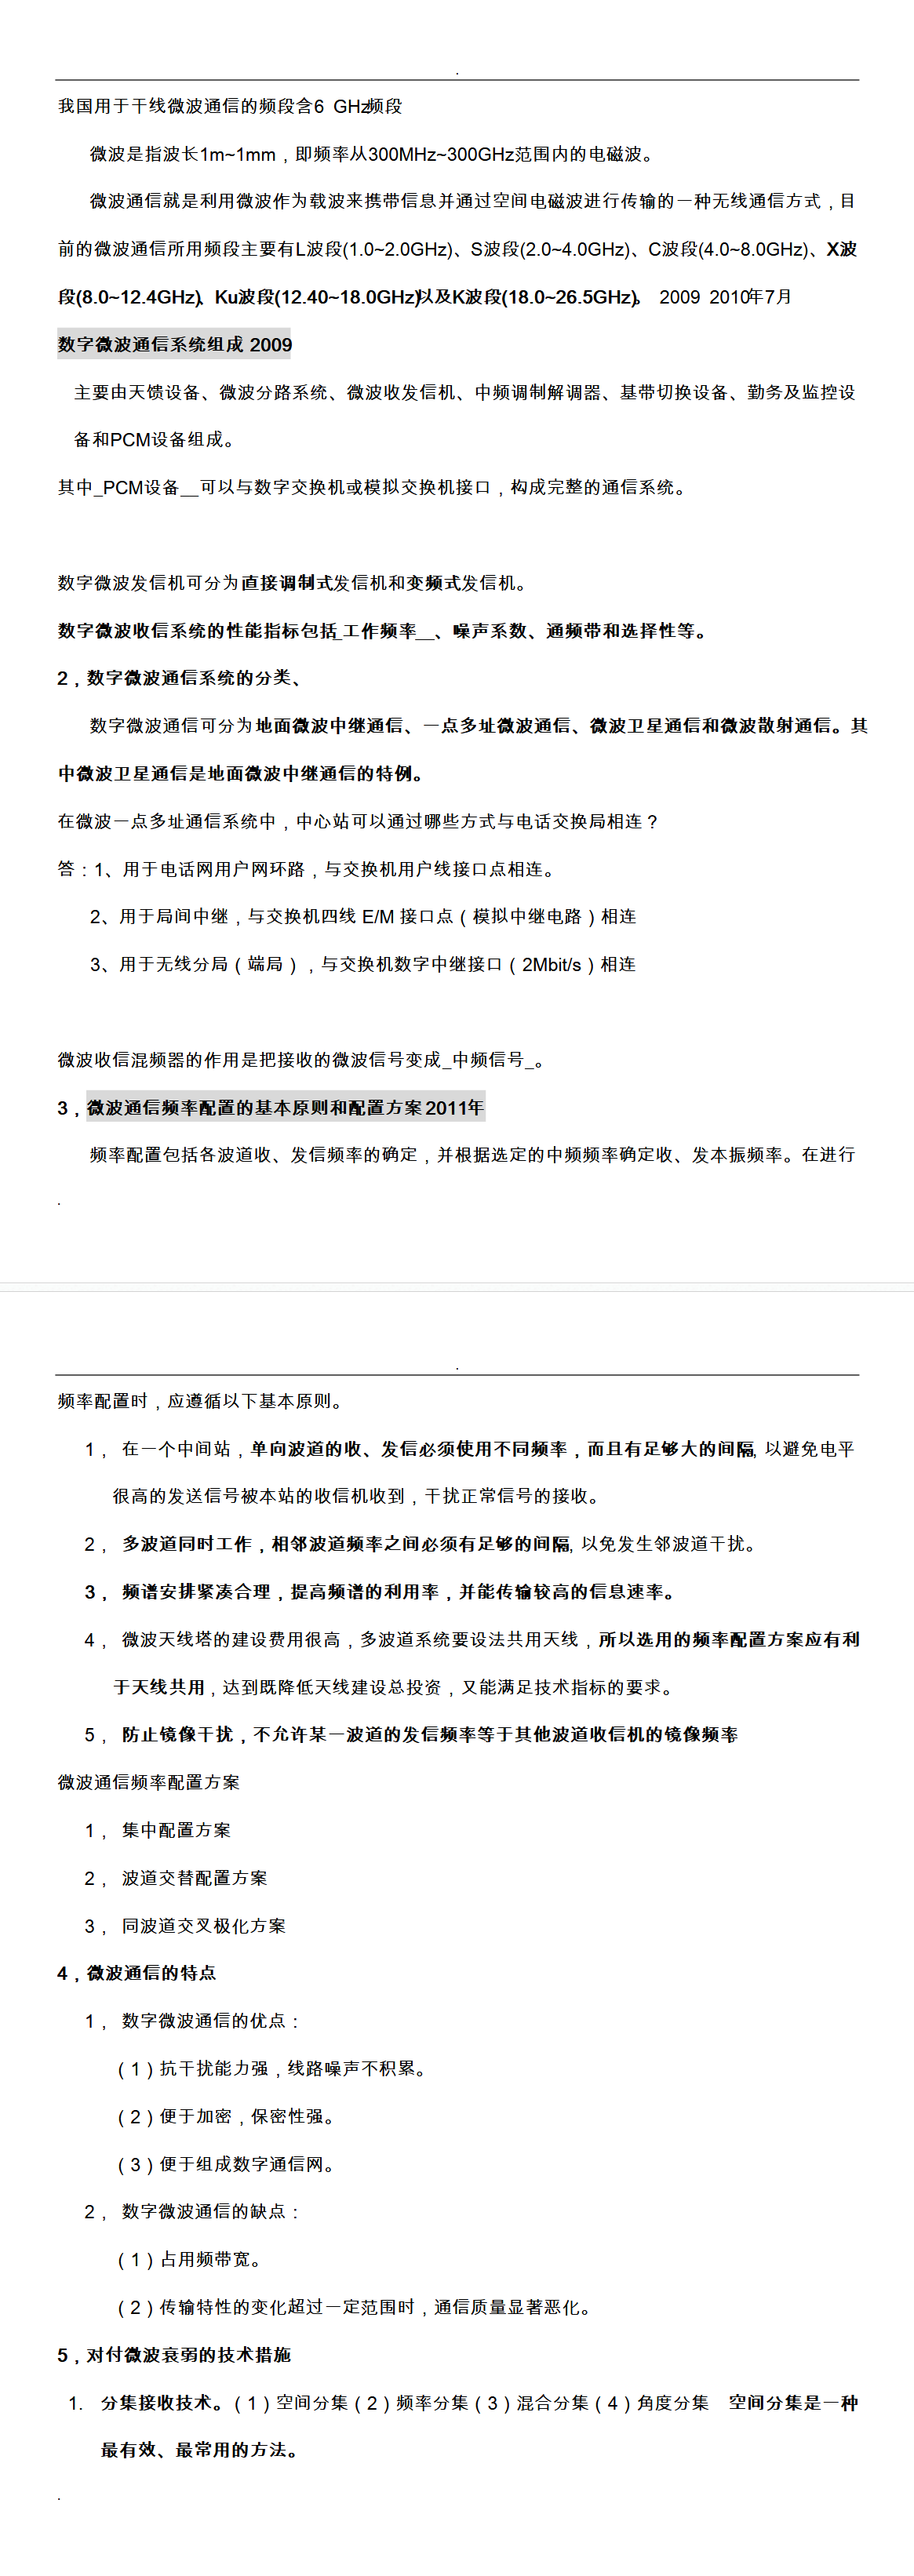 .
我国用于干线微波通信的频段含6 GHz频段
微波是指波长1m~1mm，即频率从300MHz~300GHz范围内的电磁波。
微波通信就是利用微波作为载波来携带信息并通过空间电磁波进行传输的一种无线通信方式，目
前的微波通信所用频段主要有L波段(1.0~2.0GHz)、S波段(2.0~4.0GHz)、C波段(4.0~8.0GHz)、X波
段(8.0~12.4GHz)、Ku波段(12.40~18.0GHz)以及K波段(18.0~26.5GHz)。 2009 2010年7月
数字微波通信系统组成 2009
主要由天馈设备、微波分路系统、微波收发信机、中频调制解调器、基带切换设备、勤务及监控设
备和PCM设备组成。
其中_PCM设备__可以与数字交换机或模拟交换机接口，构成完整的通信系统。
数字微波发信机可分为直接调制式发信机和变频式发信机。
数字微波收信系统的性能指标包括_工作频率__、噪声系数、通频带和选择性等。
2，数字微波通信系统的分类、
数字微波通信可分为地面微波中继通信、一点多址微波通信、微波卫星通信和微波散射通信。其
中微波卫星通信是地面微波中继通信的特例。
在微波一点多址通信系统中，中心站可以通过哪些方式与电话交换局相连？
答：1、用于电话网用户网环路，与交换机用户线接口点相连。
2、用于局间中继，与交换机四线 E/M 接口点（模拟中继电路）相连
3、用于无线分局（端局），与交换机数字中继接口（2Mbit/s）相连
微波收信混频器的作用是把接收的微波信号变成_中频信号_。
3，微波通信频率配置的基本原则和配置方案 2011年
频率配置包括各波道收、发信频率的确定，并根据选定的中频频率确定收、发本振频率。在进行
.
.
频率配置时，应遵循以下基本原则。
1， 在一个中间站，单向波道的收、发信必须使用不同频率，而且有足够大的间隔，以避免电平
很高的发送信号被本站的收信机收到，干扰正常信号的接收。
2， 多波道同时工作，相邻波道频率之间必须有足够的间隔，以免发生邻波道干扰。
3， 频谱安排紧凑合理，提高频谱的利用率，并能传输较高的信息速率。
4， 微波天线塔的建设费用很高，多波道系统要设法共用天线，所以选用的频率配置方案应有利
于天线共用，达到既降低天线建设总投资，又能满足技术指标的要求。
5， 防止镜像干扰，不允许某一波道的发信频率等于其他波道收信机的镜像频率
微波通信频率配置方案
1， 集中配置方案
2， 波道交替配置方案
3， 同波道交叉极化方案
4，微波通信的特点
1， 数字微波通信的优点：
（1）抗干扰能力强，线路噪声不积累。
（2）便于加密，保密性强。
（3）便于组成数字通信网。
2， 数字微波通信的缺点：
（1）占用频带宽。
（2）传输特性的变化超过一定范围时，通信质量显著恶化。
5，对付微波衰弱的技术措施
1. 分集接收技术。（1）空间分集（2）频率分集（3）混合分集（4）角度分集 空间分集是一种
最有效、最常用的方法。
.